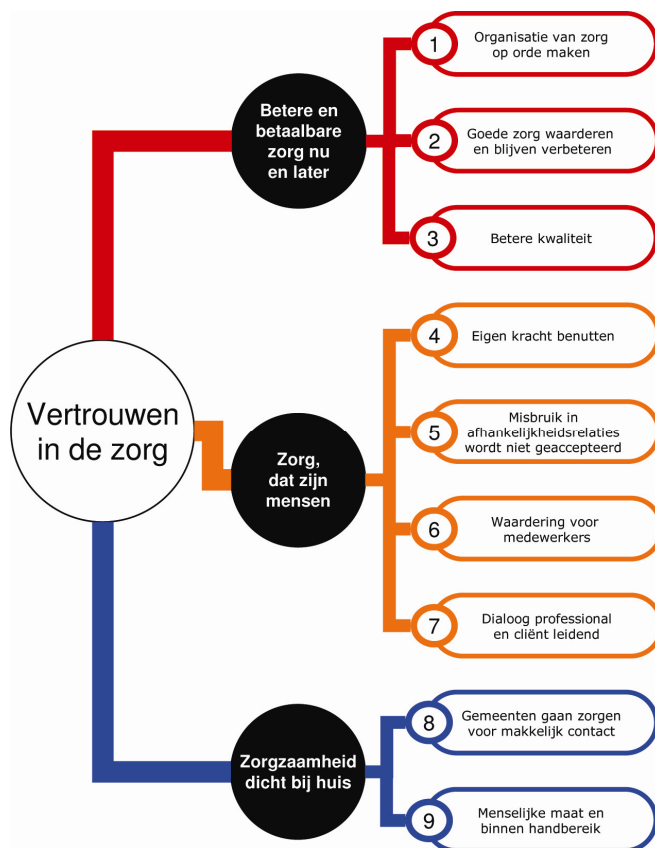 Vertrouwen
in de zorg
Betere en
betaalbare
zorg nu
en later
1
Organisatie van zorg
op orde maken
2
Goede zorg waarderen
en blijven verbeteren
3
Betere kwaliteit
Zorg,
dat zijn
mensen
4
Eigen kracht benutten
5
Misbruik in
afhankelijkheidsrelaties
wordt niet geaccepteerd
6
Waardering voor
medewerkers
7
Dialoog professional
en cliënt leidend
Zorgzaamheid
dicht bij huis
8
Gemeenten gaan zorgen
voor makkelijk contact
9
Menselijke maat en
binnen handbereik